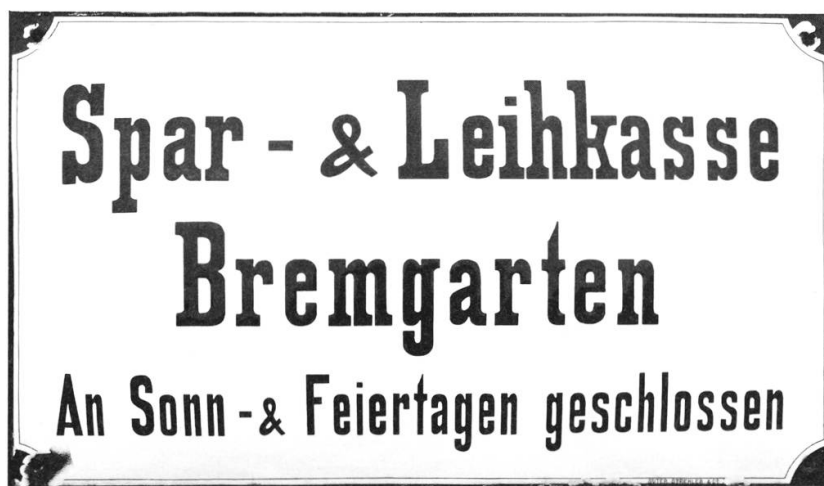 Spar - & Leihkasse
Bremgarten
An Sonn - & Feiertagen geschlossen